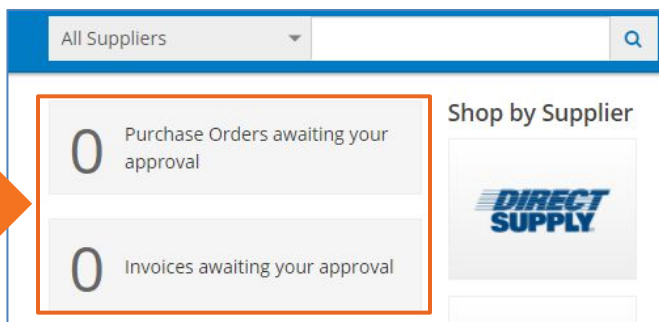 All Suppliers
0
Purchase Orders awaiting your
approval
Shop by Supplier
DIRECT
SUPPLY
0
Invoices awaiting your approval